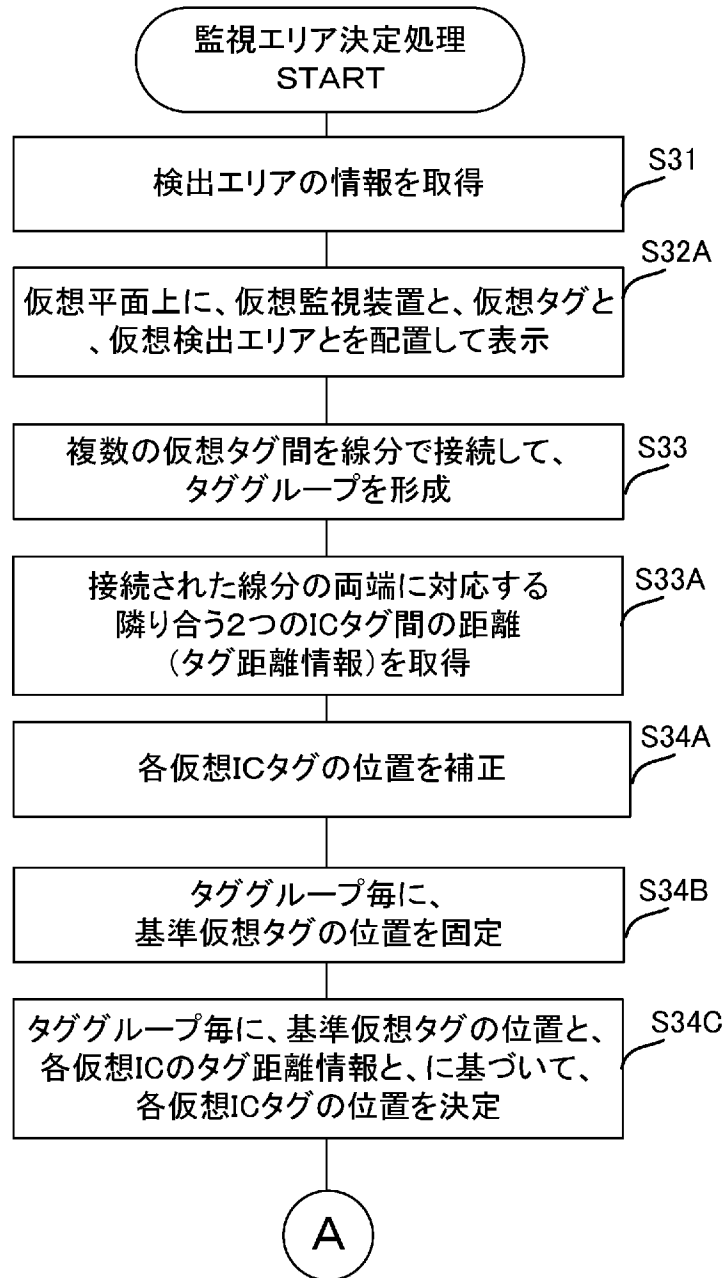 監視エリア決定処理
START
検出エリアの情報を取得
S31
S32A
仮想平面上に、仮想監視装置と、仮想タグと
、仮想検出エリアとを配置して表示
複数の仮想タグ間を線分で接続して、
タググループを形成
S33
接続された線分の両端に対応する
隣り合う2つのICタグ間の距離
(タグ距離情報)を取得
S33A
各仮想ICタグの位置を補正
S34A
タググループ毎に、
基準仮想タグの位置を固定
S34B
タググループ毎に、基準仮想タグの位置と、
各仮想ICのタグ距離情報と、に基づいて、
各仮想ICタグの位置を決定
S34C
A